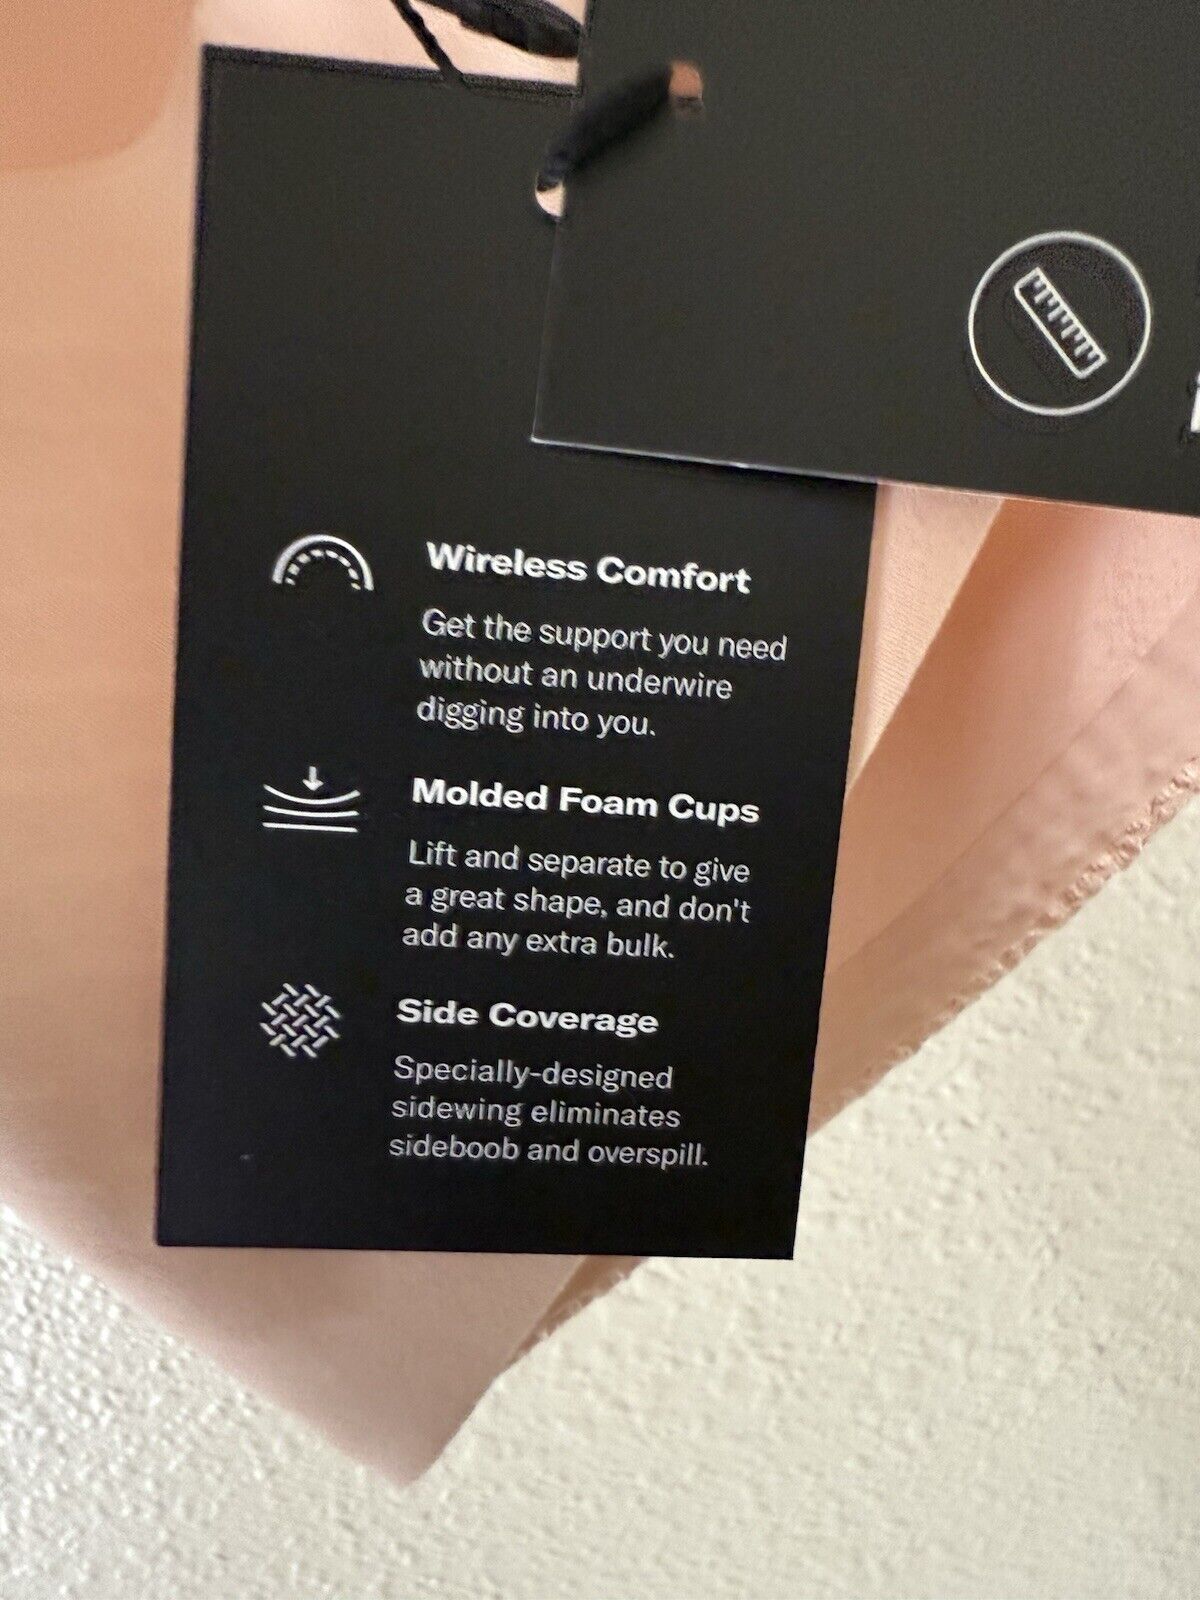 Wireless Comfort
Get the support you need
without an underwire
digging into you.
Molded Foam Cups
Lift and separate to give
a great shape, and don't
add any extra bulk.
Side Coverage
Specially-designed
sidewing eliminates
sideboob and overspill.